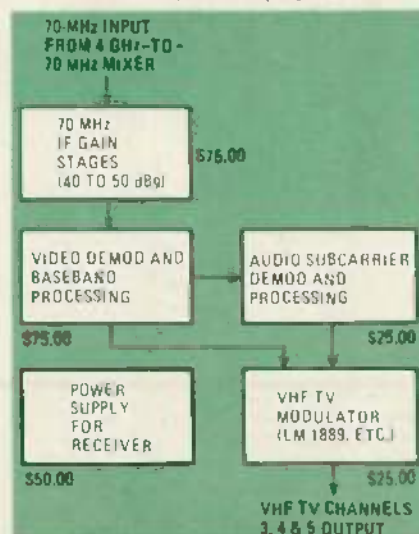 70-MHz INPUT
FROM 4 GHz-TO-
70 MHz MIXER
70 MHz
IF GAIN
STAGES
(40 TO 50 dBg)
$75.00
VIDEO DEMOD AND
BASEBAND
PROCESSING
$75.00
AUDIO SUBCARRIER
DEMOD AND
PROCESSING
$25.00
POWER
SUPPLY
FOR
RECEIVER
$50.00
VHF TV
MODULATOR
(LM 1889, ETC.)
$25.00
VHF TV CHANNELS
3, 4 & 5 OUTPUT